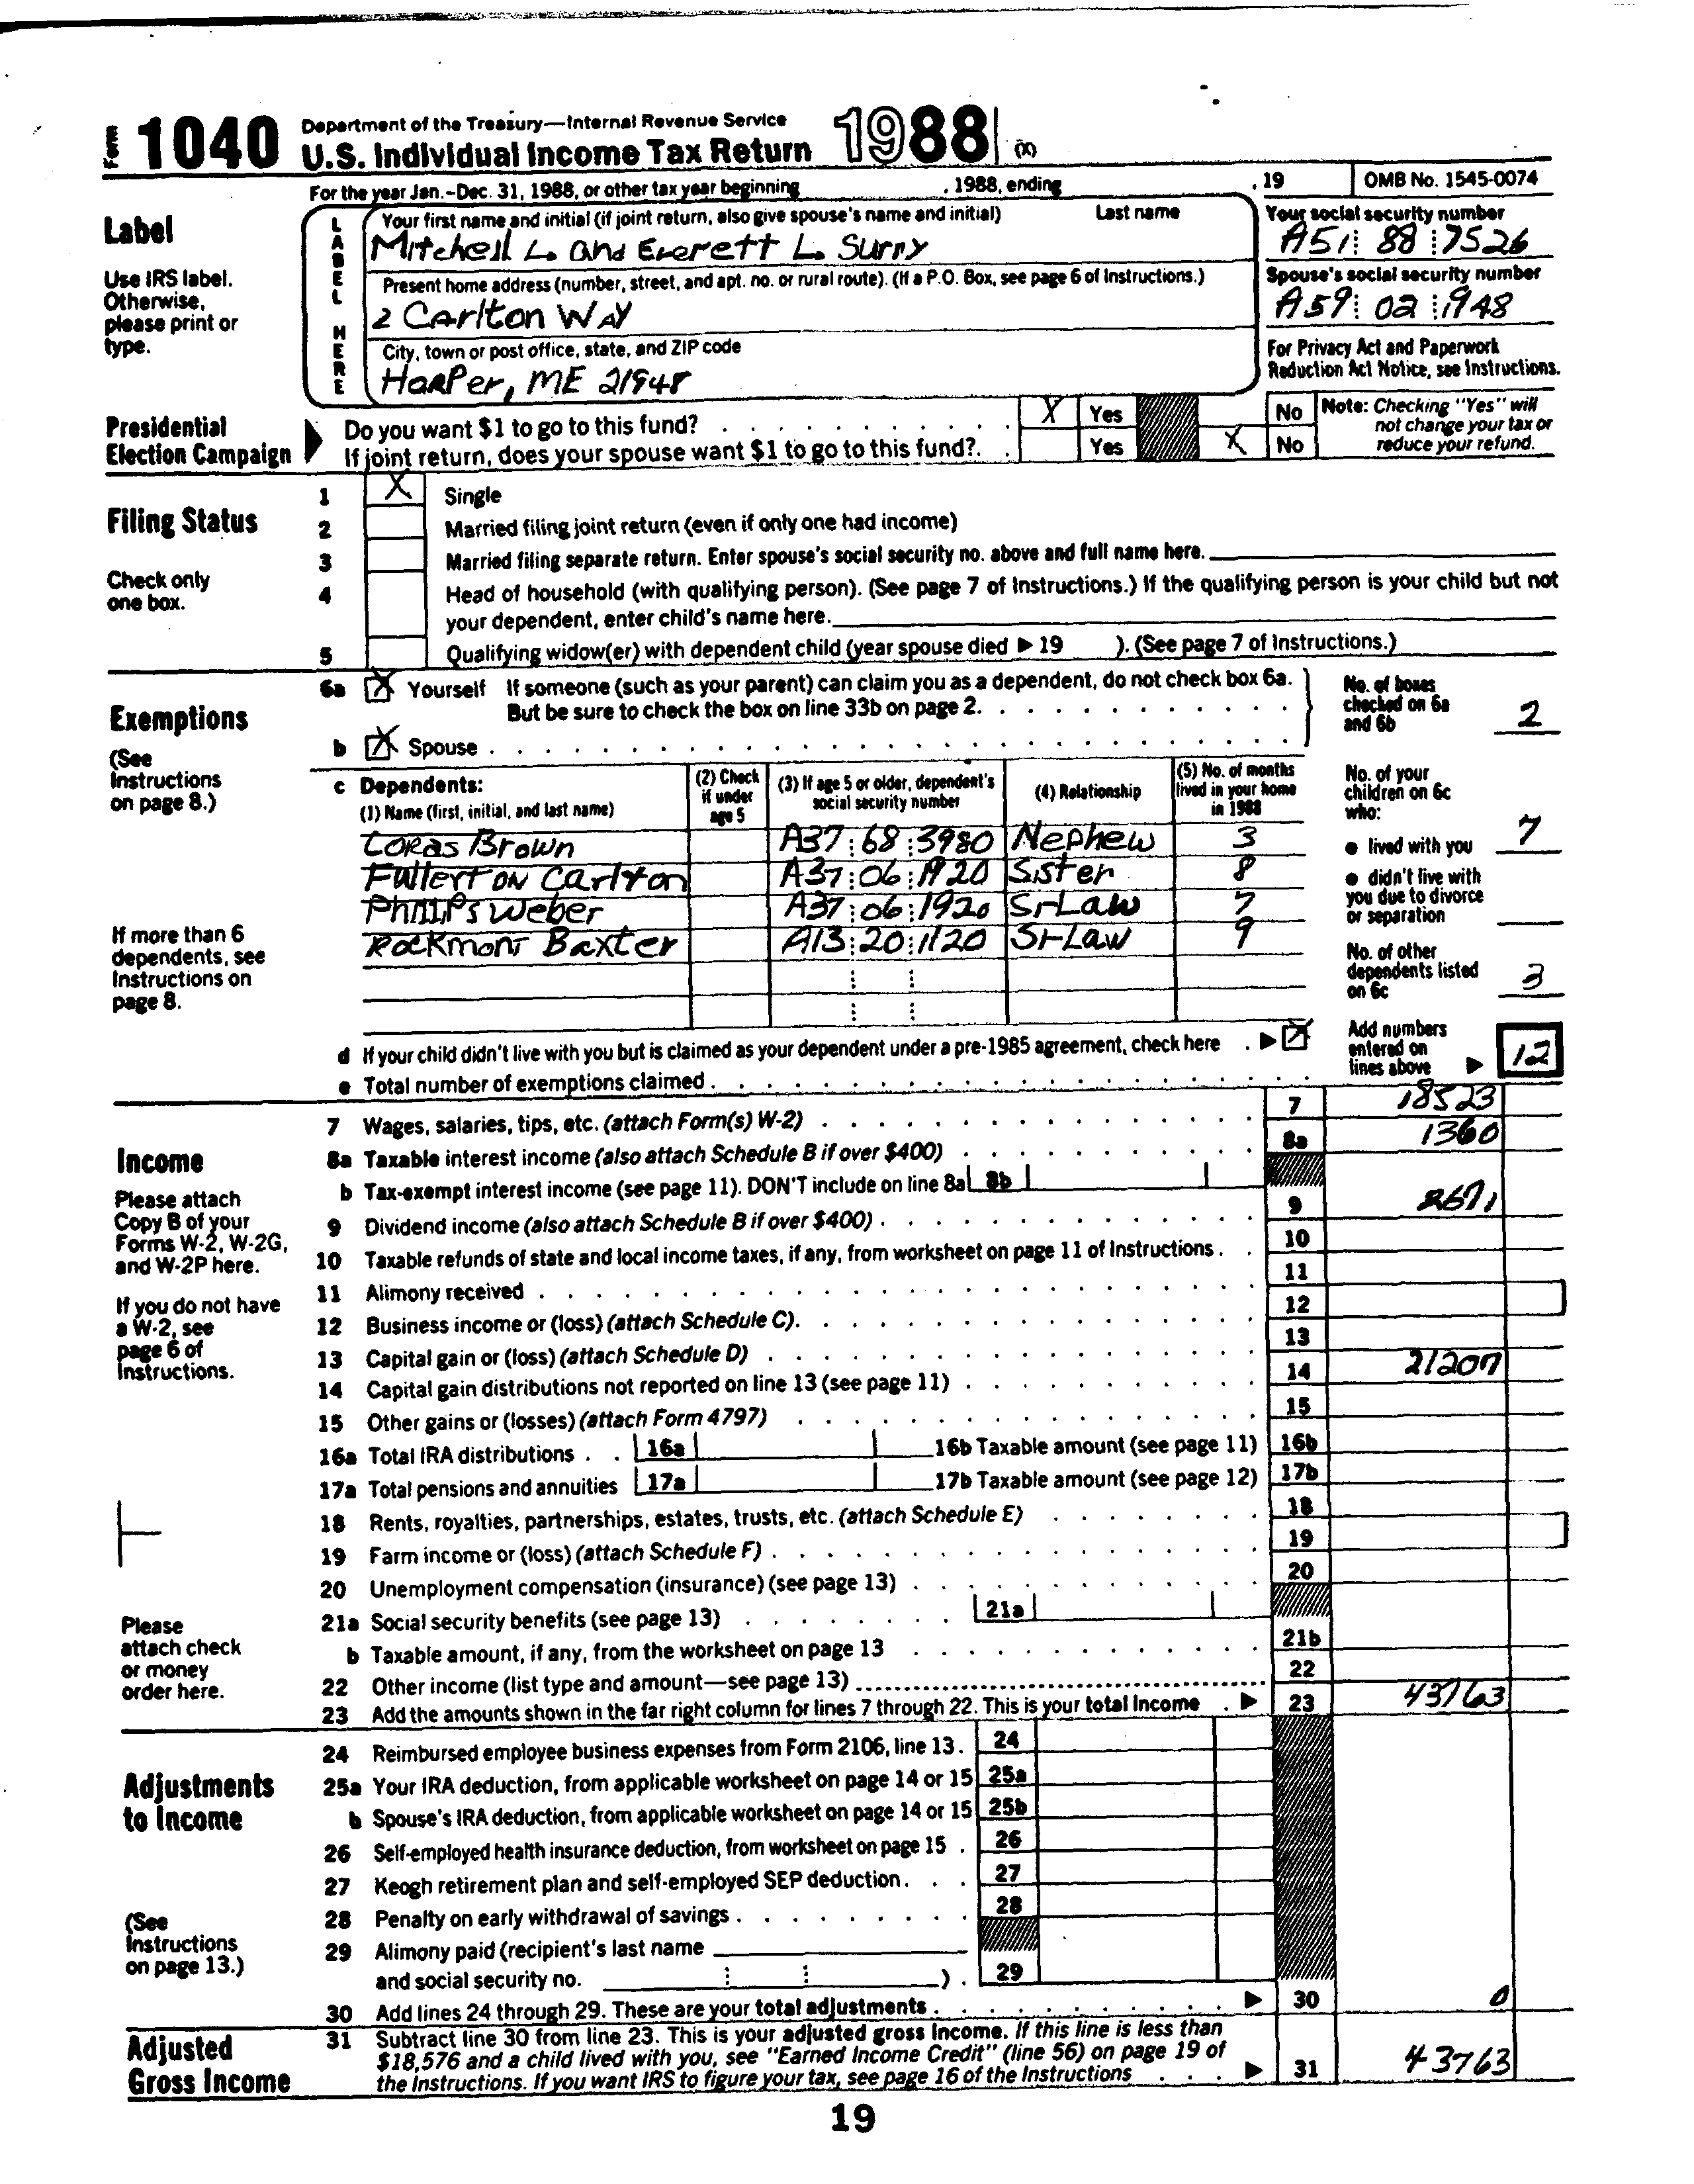 Form 1040 Department of the Treasury—Internal Revenue Service
U.S. Individual Income Tax Return 1988 (X)
For the year Jan.-Dec. 31, 1988, or other tax year beginning , 1988, ending , 19 OMB No. 1545-0074
Label
Use IRS label.
Otherwise,
please print or
type.
LABEL HERE
Your first name and initial (if joint return, also give spouse's name and initial) Last name
Mitchell L. and Everett L. Surry
Your social security number
A51 88 7526
Present home address (number, street, and apt. no. or rural route). (If a P.O. Box, see page 6 of Instructions.)
2 Carlton Way
Spouse's social security number
A59 02 1948
City, town or post office, state, and ZIP code
Harper, ME 21948
For Privacy Act and Paperwork
Reduction Act Notice, see Instructions.
Presidential
Election Campaign
Do you want $1 to go to this fund? X Yes No
If joint return, does your spouse want $1 to go to this fund? Yes X No
Note: Checking "Yes" will
not change your tax or
reduce your refund.
Filing Status
Check only
one box.
1 X Single
2 Married filing joint return (even if only one had income)
3 Married filing separate return. Enter spouse's social security no. above and full name here.
4 Head of household (with qualifying person). (See page 7 of Instructions.) If the qualifying person is your child but not
your dependent, enter child's name here.
5 Qualifying widow(er) with dependent child (year spouse died ▶ 19 ). (See page 7 of Instructions.)
Exemptions
(See
Instructions
on page 8.)
If more than 6
dependents, see
Instructions on
page 8.
6a X Yourself If someone (such as your parent) can claim you as a dependent, do not check box 6a.
But be sure to check the box on line 33b on page 2.
b X Spouse
No. of boxes
checked on 6a
and 6b 2
c Dependents:
(1) Name (first, initial, and last name)
(2) Check
if under
age 5
(3) If age 5 or older, dependent's
social security number
(4) Relationship
(5) No. of months
lived in your home
in 1988
Coras Brown A37 68 3980 Nephew 3
Fullerton Carlton A37 06 1920 Sister 8
Phillips Weber A37 06 1920 Sr-Law 7
Rockmont Baxter A13 20 1120 Sr-Law 9
No. of your
children on 6c
who:
● lived with you 7
● didn't live with
you due to divorce
or separation
No. of other
dependents listed
on 6c 3
d If your child didn't live with you but is claimed as your dependent under a pre-1985 agreement, check here ▶ X
e Total number of exemptions claimed
Add numbers
entered on
lines above ▶ 12
Income
Please attach
Copy B of your
Forms W-2, W-2G,
and W-2P here.
If you do not have
a W-2, see
page 6 of
Instructions.
Please
attach check
or money
order here.
7 Wages, salaries, tips, etc. (attach Form(s) W-2) 7 18523
8a Taxable interest income (also attach Schedule B if over $400) 8a 1360
b Tax-exempt interest income (see page 11). DON'T include on line 8a 8b
9 Dividend income (also attach Schedule B if over $400) 9 2671
10 Taxable refunds of state and local income taxes, if any, from worksheet on page 11 of Instructions 10
11 Alimony received 11
12 Business income or (loss) (attach Schedule C) 12
13 Capital gain or (loss) (attach Schedule D) 13
14 Capital gain distributions not reported on line 13 (see page 11) 14 21207
15 Other gains or (losses) (attach Form 4797) 15
16a Total IRA distributions 16a 16b Taxable amount (see page 11) 16b
17a Total pensions and annuities 17a 17b Taxable amount (see page 12) 17b
18 Rents, royalties, partnerships, estates, trusts, etc. (attach Schedule E) 18
19 Farm income or (loss) (attach Schedule F) 19
20 Unemployment compensation (insurance) (see page 13) 20
21a Social security benefits (see page 13) 21a
b Taxable amount, if any, from the worksheet on page 13 21b
22 Other income (list type and amount—see page 13) 22
23 Add the amounts shown in the far right column for lines 7 through 22. This is your total income ▶ 23 43763
Adjustments
to Income
(See
Instructions
on page 13.)
24 Reimbursed employee business expenses from Form 2106, line 13. 24
25a Your IRA deduction, from applicable worksheet on page 14 or 15 25a
b Spouse's IRA deduction, from applicable worksheet on page 14 or 15 25b
26 Self-employed health insurance deduction, from worksheet on page 15 26
27 Keogh retirement plan and self-employed SEP deduction 27
28 Penalty on early withdrawal of savings 28
29 Alimony paid (recipient's last name
and social security no. ) 29
30 Add lines 24 through 29. These are your total adjustments ▶ 30 0
Adjusted
Gross Income
31 Subtract line 30 from line 23. This is your adjusted gross income. If this line is less than
$18,576 and a child lived with you, see "Earned Income Credit" (line 56) on page 19 of
the Instructions. If you want IRS to figure your tax, see page 16 of the Instructions ▶ 31 43763
19